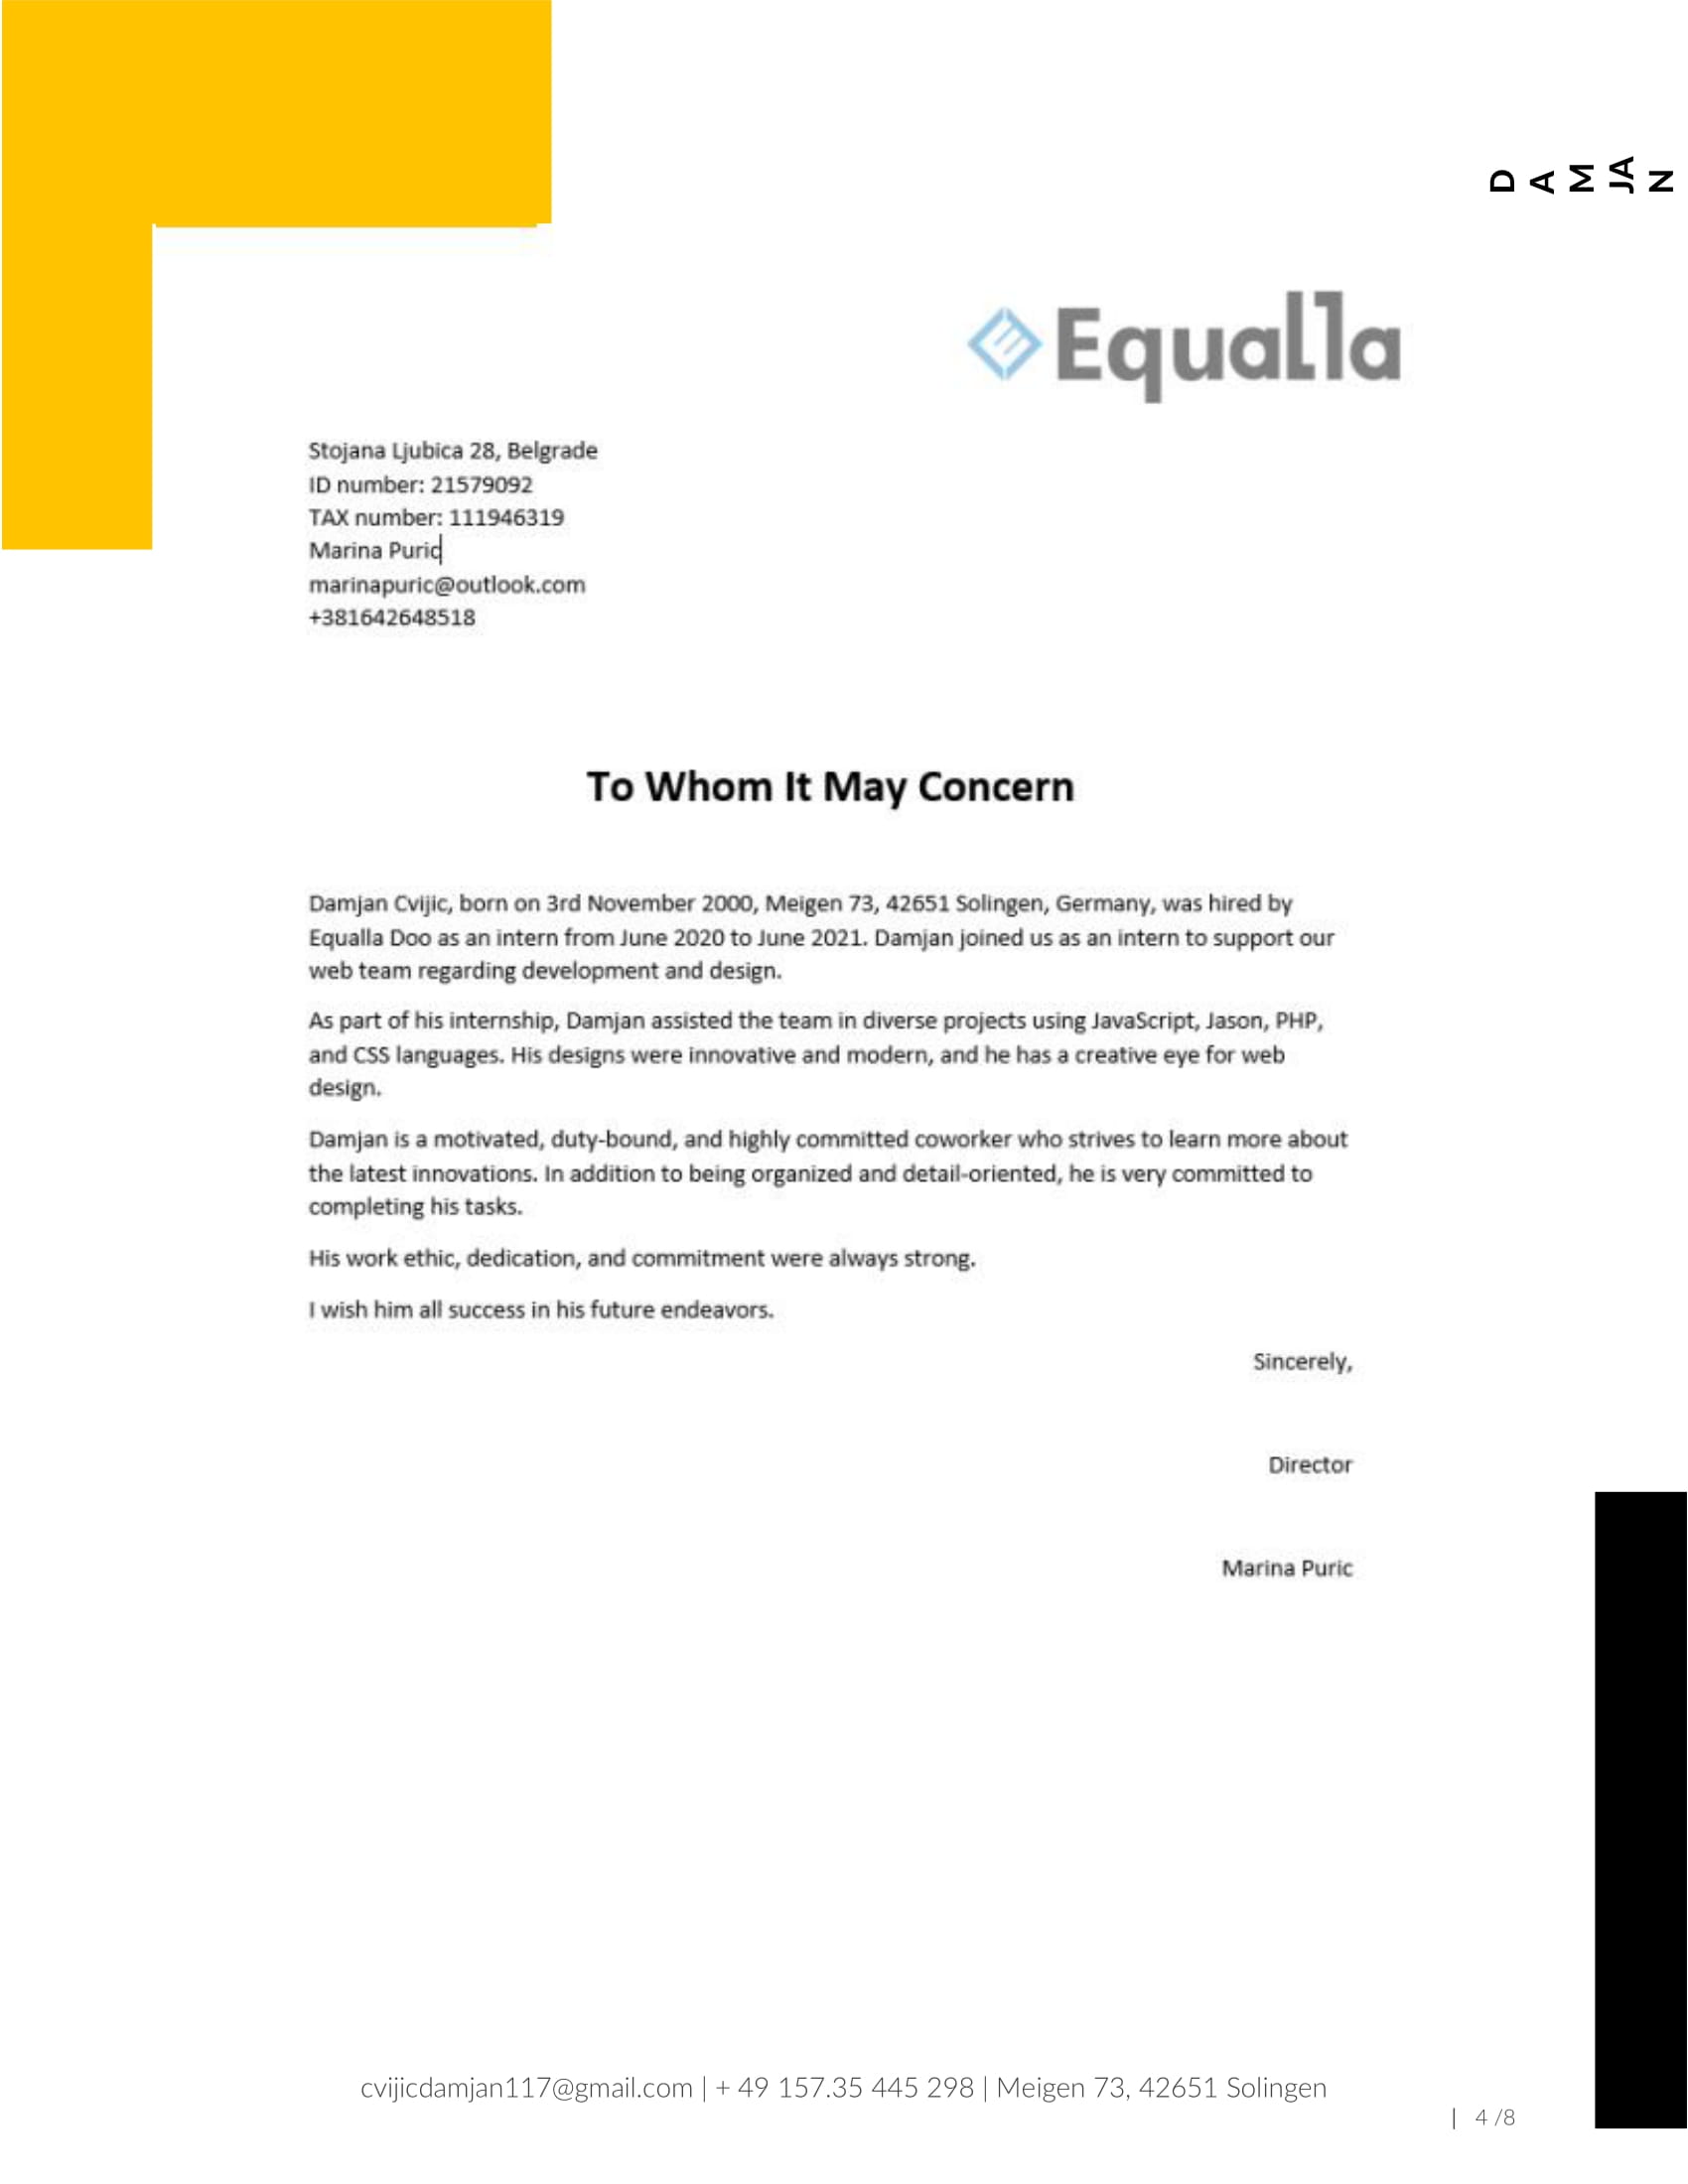 D
A
M
JA
N
Equalla
Stojana Ljubica 28, Belgrade
ID number: 21579092
TAX number: 111946319
Marina Puric
marinapuric@outlook.com
+381642648518
To Whom It May Concern
Damjan Cvijic, born on 3rd November 2000, Meigen 73, 42651 Solingen, Germany, was hired by
Equalla Doo as an intern from June 2020 to June 2021. Damjan joined us as an intern to support our
web team regarding development and design.
As part of his internship, Damjan assisted the team in diverse projects using JavaScript, Jason, PHP,
and CSS languages. His designs were innovative and modern, and he has a creative eye for web
design.
Damjan is a motivated, duty-bound, and highly committed coworker who strives to learn more about
the latest innovations. In addition to being organized and detail-oriented, he is very committed to
completing his tasks.
His work ethic, dedication, and commitment were always strong.
I wish him all success in his future endeavors.
Sincerely,
Director
Marina Puric
cvijicdamjan117@gmail.com | + 49 157.35 445 298 | Meigen 73, 42651 Solingen
| 4 /8